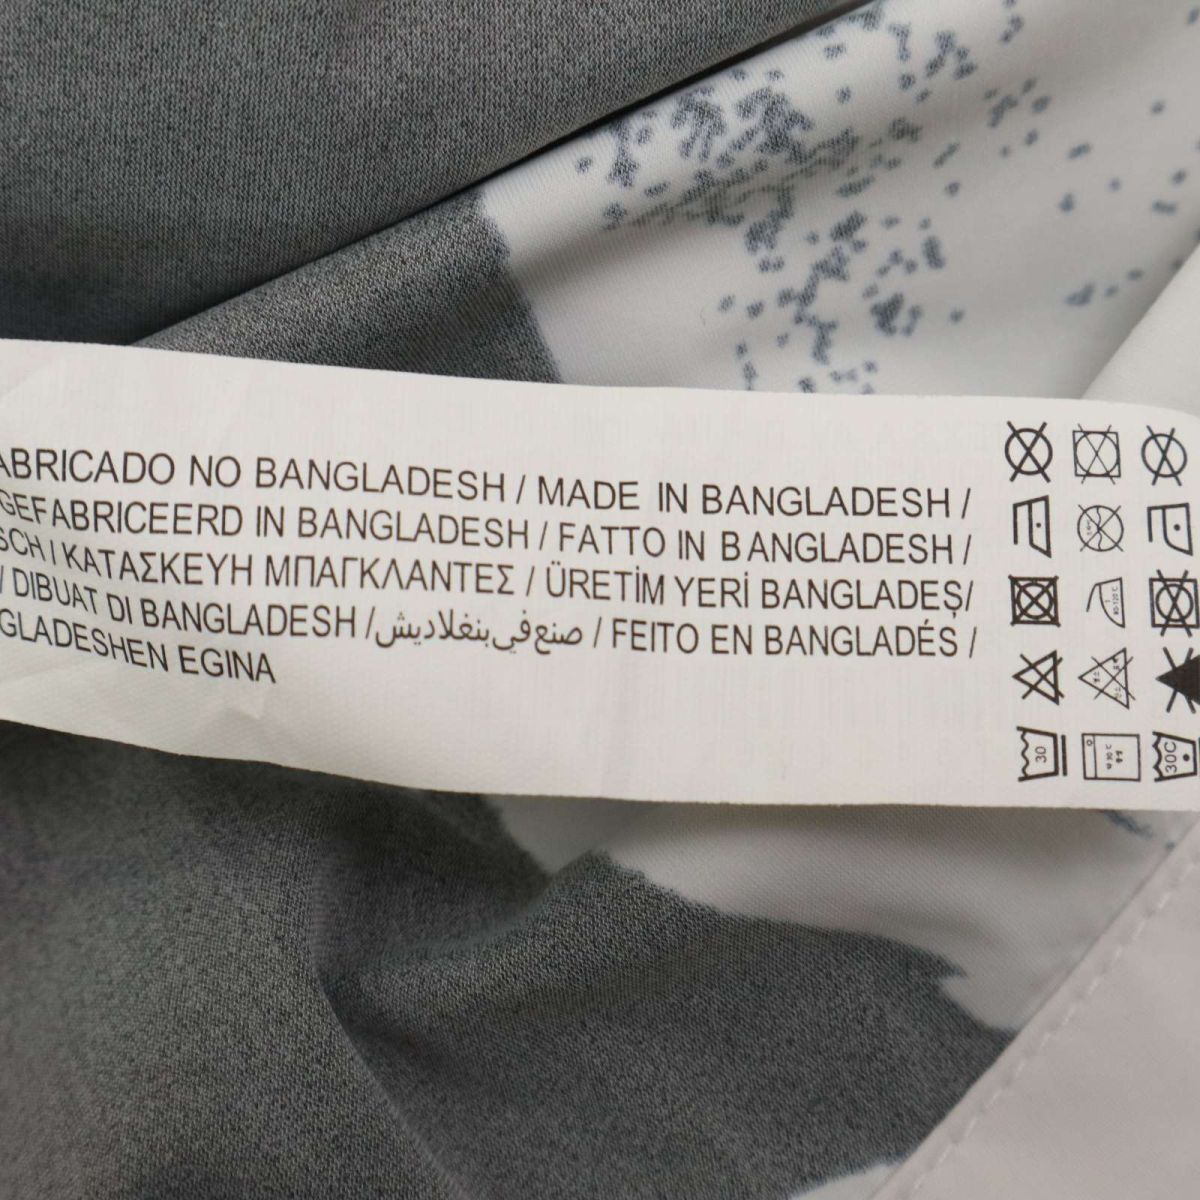 ABRICADO NO BANGLADESH / MADE IN BANGLADESH /
GEFABRICEERD IN BANGLADESH / FATTO IN BANGLADESH /
SCH / ΚΑΤΑΣΚΕΥΗ ΜΠΑΓΚΛΑΝΤΕΣ / ÜRETİM YERİ BANGLADEŞ/
/ DIBUAT DI BANGLADESH / صنع في بنغلاديش / FEITO EN BANGLADÉS /
GLADESHEN EGINA
30
30C